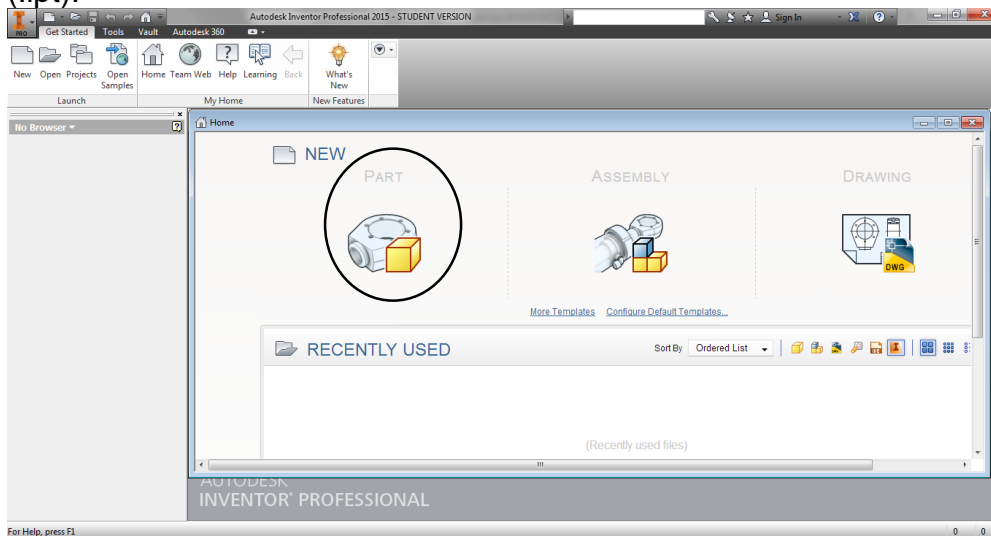 (ipt).
Autodesk Inventor Professional 2015 - STUDENT VERSION
Sign In
PRO Get Started Tools Vault Autodesk 360
New Open Projects Open Samples Home Team Web Help Learning Back What's New
Launch My Home New Features
No Browser
Home
NEW
PART ASSEMBLY DRAWING
DWG
More Templates Configure Default Templates...
RECENTLY USED Sort By Ordered List
(Recently used files)
AUTODESK
INVENTOR® PROFESSIONAL
For Help, press F1 0 0